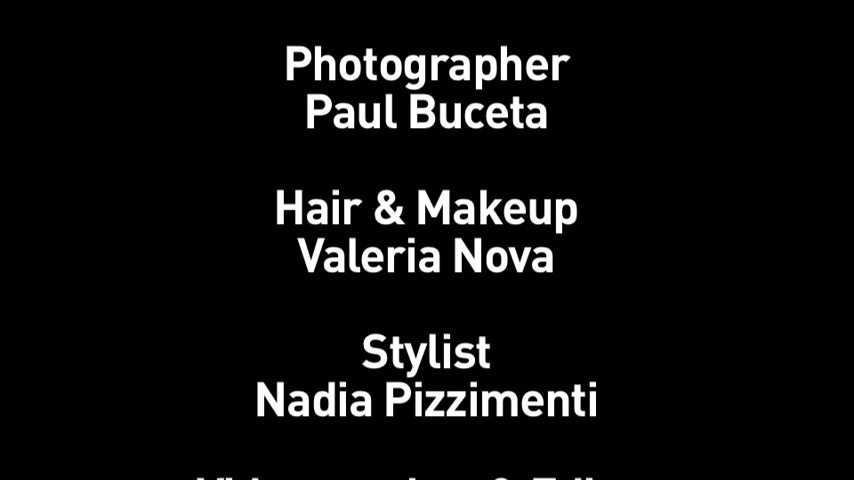 Photographer
Paul Buceta
Hair & Makeup
Valeria Nova
Stylist
Nadia Pizzimenti